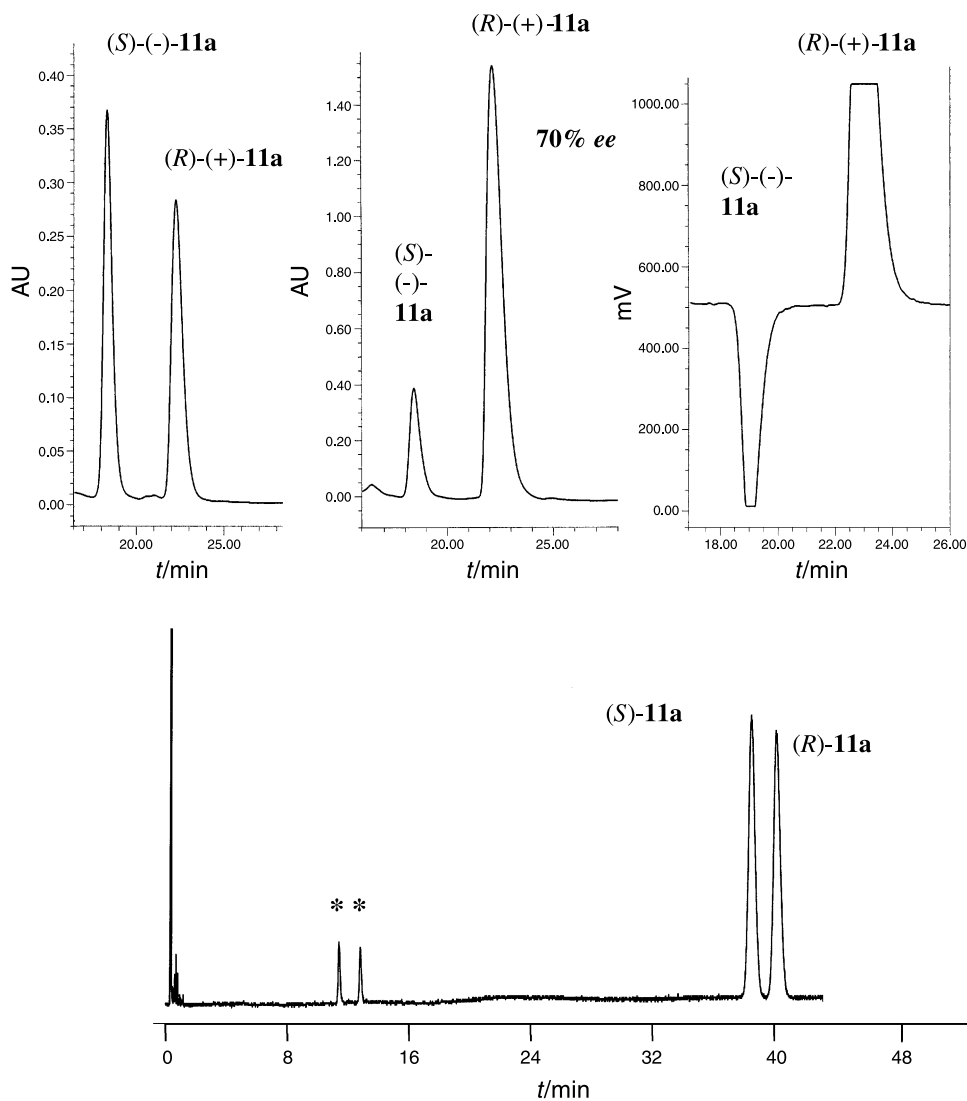 (S)-(-)-11a
(R)-(+)-11a
0.40
0.35
0.30
0.25
0.20
0.15
0.10
0.05
0.00
AU
20.00 25.00
t/min
(R)-(+)-11a
70% ee
(S)-
(-)-
11a
1.40
1.20
1.00
0.80
0.60
0.40
0.20
0.00
AU
20.00 25.00
t/min
(R)-(+)-11a
(S)-(-)-
11a
1000.00
800.00
600.00
400.00
200.00
0.00
mV
18.00 20.00 22.00 24.00 26.00
t/min
(S)-11a
(R)-11a
* *
0 8 16 24 32 40 48
t/min